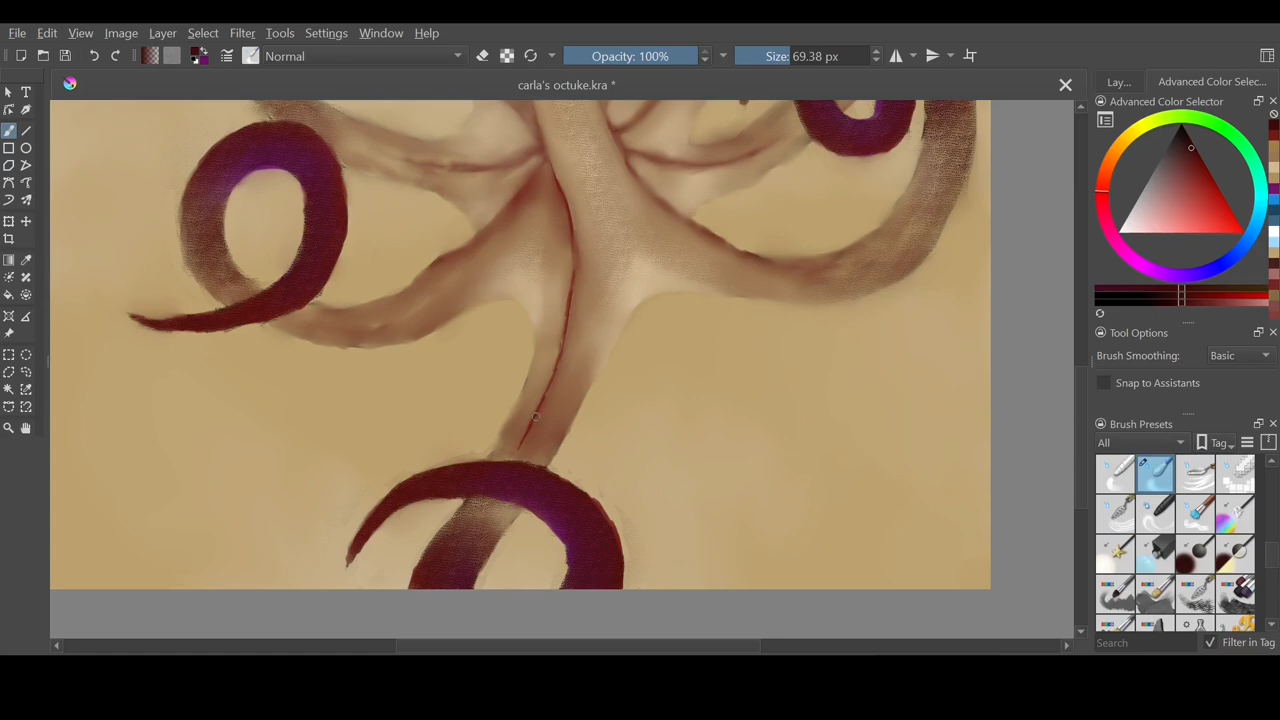 File Edit View Image Layer Filter Select Tools Settings Window Help
Normal Opacity: 100% Size: 69.38 px
carla's octuke.kra *
Lay... Advanced Color Selec...
Advanced Color Selector
Tool Options
Brush Smoothing: Basic
Snap to Assistants
Brush Presets
All Tag
Search Filter in Tag